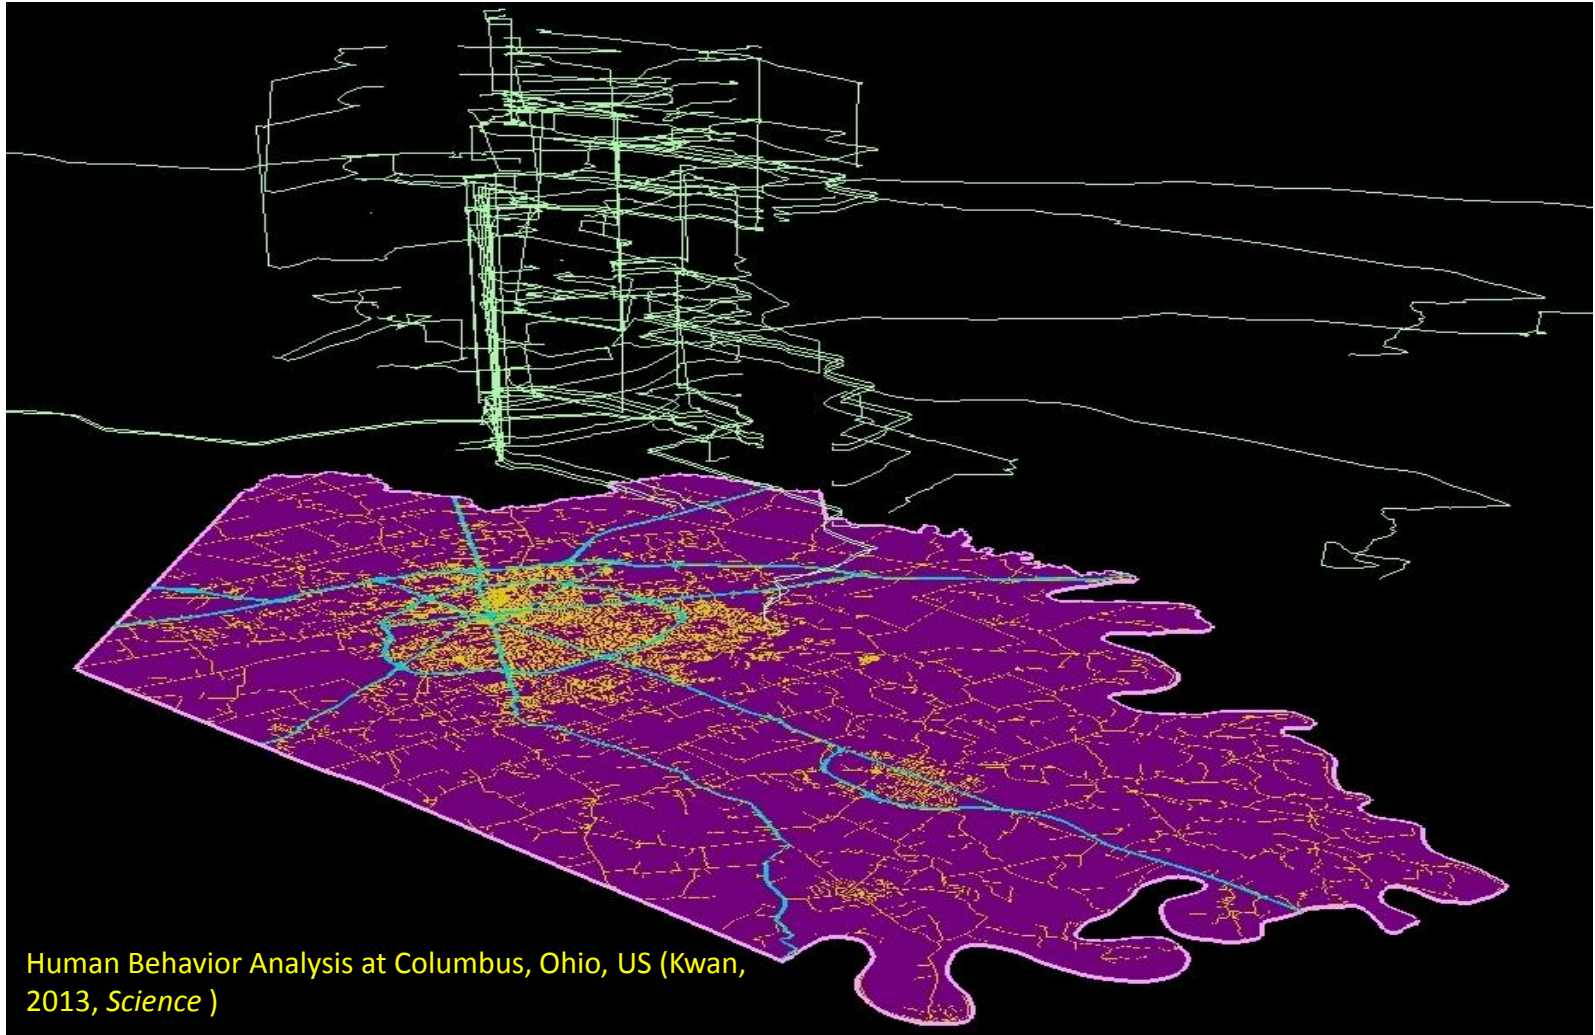 Human Behavior Analysis at Columbus, Ohio, US (Kwan,
2013, Science )